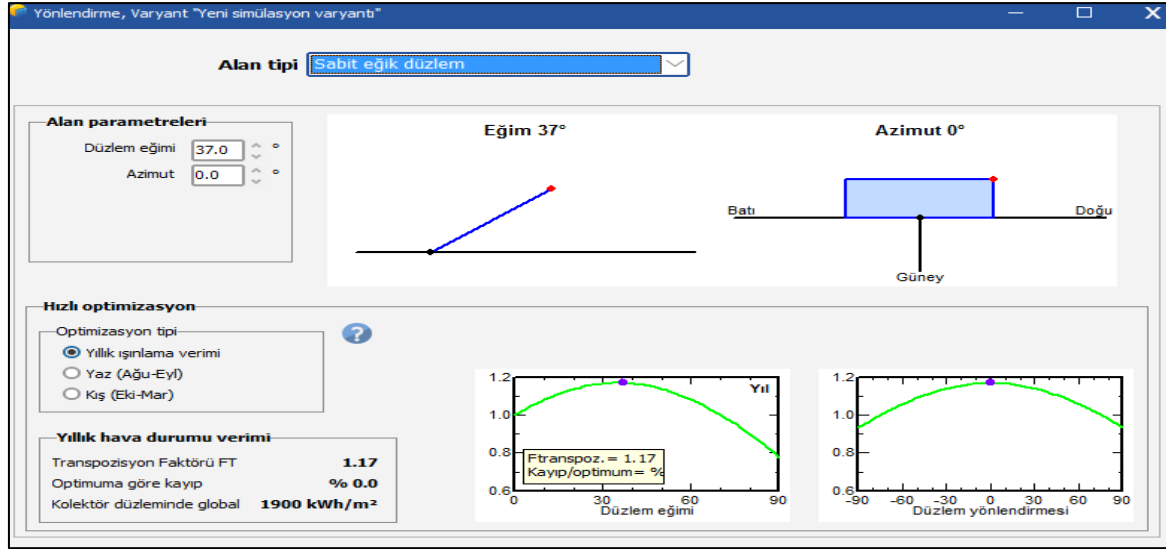 Yönlendirme, Varyant "Yeni simülasyon varyantı"
Alan tipi Sabit eğik düzlem
Alan parametreleri
Düzlem eğimi 37.0 °
Azimut 0.0 °
Eğim 37°
Azimut 0°
Batı
Doğu
Güney
Hızlı optimizasyon
Optimizasyon tipi
Yıllık ışınlama verimi
Yaz (Ağu-Eyl)
Kış (Eki-Mar)
?
Yıllık hava durumu verimi
Transpozisyon Faktörü FT 1.17
Optimuma göre kayıp % 0.0
Kolektör düzleminde global 1900 kWh/m²
1.2
Yıl
1.0
0.8
Ftranspoz.= 1.17
Kayıp/optimum= %
0.6
0 30 60 90
Düzlem eğimi
1.2
1.0
0.8
0.6
-90 -60 -30 0 30 60 90
Düzlem yönlendirmesi